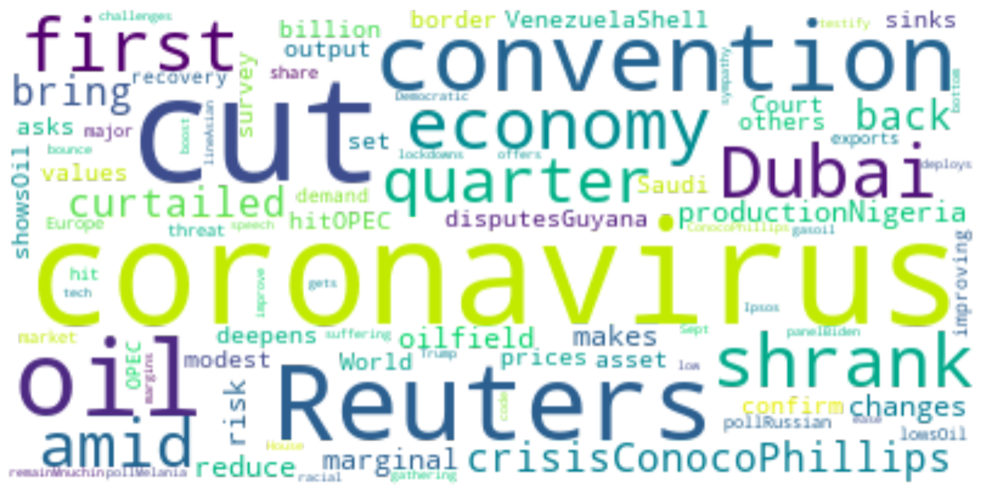 challenges
first
billion
border
VenezuelaShell
testify
sinks
output
convention
bring
recovery
share
survey
sympathy
bottom
Democratic
cut
economy
Court
others
back
asks
major
boost
lineAsian
set
exports
bounce
lockdowns
offers
Dubai
deploys
values
quarter
Saudi
showsOil
curtailed
demand
hitOPEC
disputesGuyana
productionNigeria
Europe
threat
speech
ConocoPhillips
gasoil
coronavirus
improving
hit
tech
improve
gets
Ipsos
market
deepens
suffering
oilfield
makes
Sept
panelBiden
shrank
oil
OPEC
margins
modest
World
Trump
prices
asset
low
risk
Reuters
code
confirm
changes
pollRussian
ease
lowsOil
amid
House
remainMnuchin
pollMelania
reduce
racial
marginal
gathering
crisisConocoPhillips